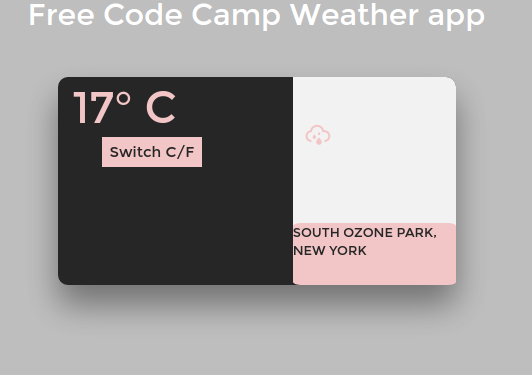 Free Code Camp Weather app
17° C
Switch C/F
SOUTH OZONE PARK,
NEW YORK